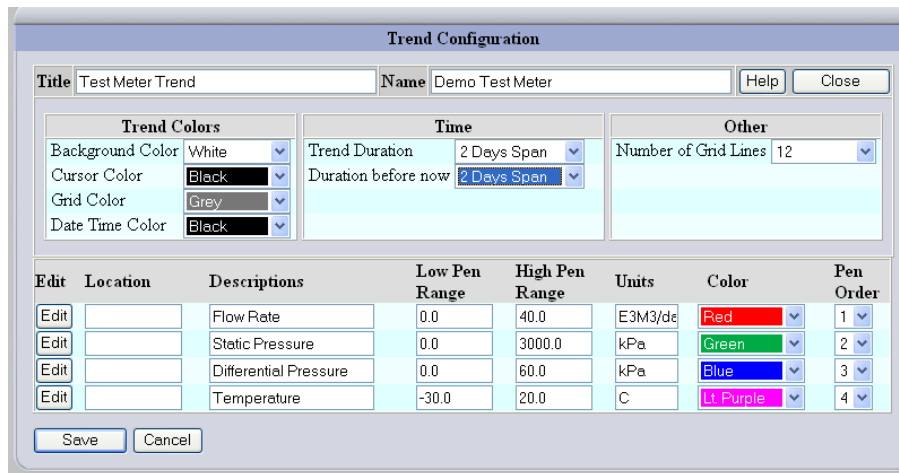 Trend Configuration
Title Test Meter Trend Name Demo Test Meter Help Close
Trend Colors Time Other
Background Color White Trend Duration 2 Days Span Number of Grid Lines 12
Cursor Color Black Duration before now 2 Days Span
Grid Color Grey
Date Time Color Black
Edit Location Descriptions Low Pen Range High Pen Range Units Color Pen Order
Edit Flow Rate 0.0 40.0 E3M3/de Red 1
Edit Static Pressure 0.0 3000.0 kPa Green 2
Edit Differential Pressure 0.0 60.0 kPa Blue 3
Edit Temperature -30.0 20.0 C Lt. Purple 4
Save Cancel